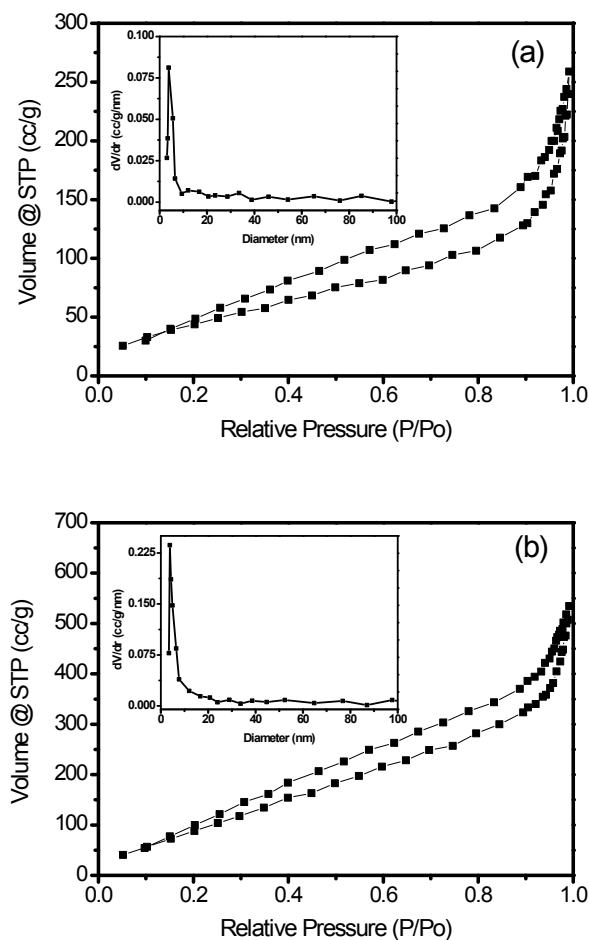 (a)
300
250
200
150
100
50
0
Volume @ STP (cc/g)
0.0 0.2 0.4 0.6 0.8 1.0
Relative Pressure (P/Po)
0.100
0.075
0.050
0.025
0.000
dV/dr (cc/g/nm)
0 20 40 60 80 100
Diameter (nm)
(b)
700
600
500
400
300
200
100
0
Volume @ STP (cc/g)
0.0 0.2 0.4 0.6 0.8 1.0
Relative Pressure (P/Po)
0.225
0.150
0.075
0.000
dV/dr (cc/g/nm)
0 20 40 60 80 100
Diameter (nm)